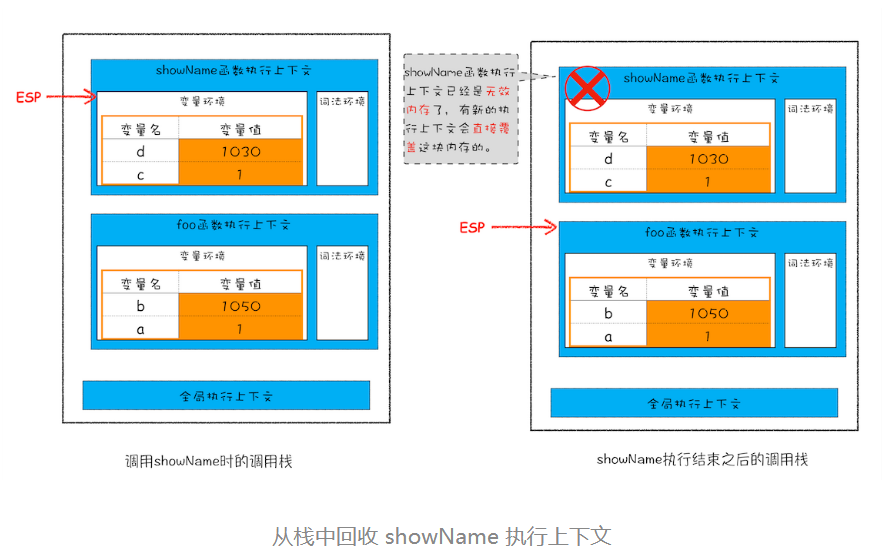 showName函数执行上下文
ESP
变量环境
词法环境
变量名 变量值
d 1030
c 1
foo函数执行上下文
变量环境
词法环境
变量名 变量值
b 1050
a 1
全局执行上下文
调用showName时的调用栈
showName函数执行
上下文已经是无效
内存了，有新的执
行上下文会直接覆
盖这块内存的。
showName函数执行上下文
变量环境
词法环境
变量名 变量值
d 1030
c 1
ESP
foo函数执行上下文
变量环境
词法环境
变量名 变量值
b 1050
a 1
全局执行上下文
showName执行结束之后的调用栈
从栈中回收 showName 执行上下文